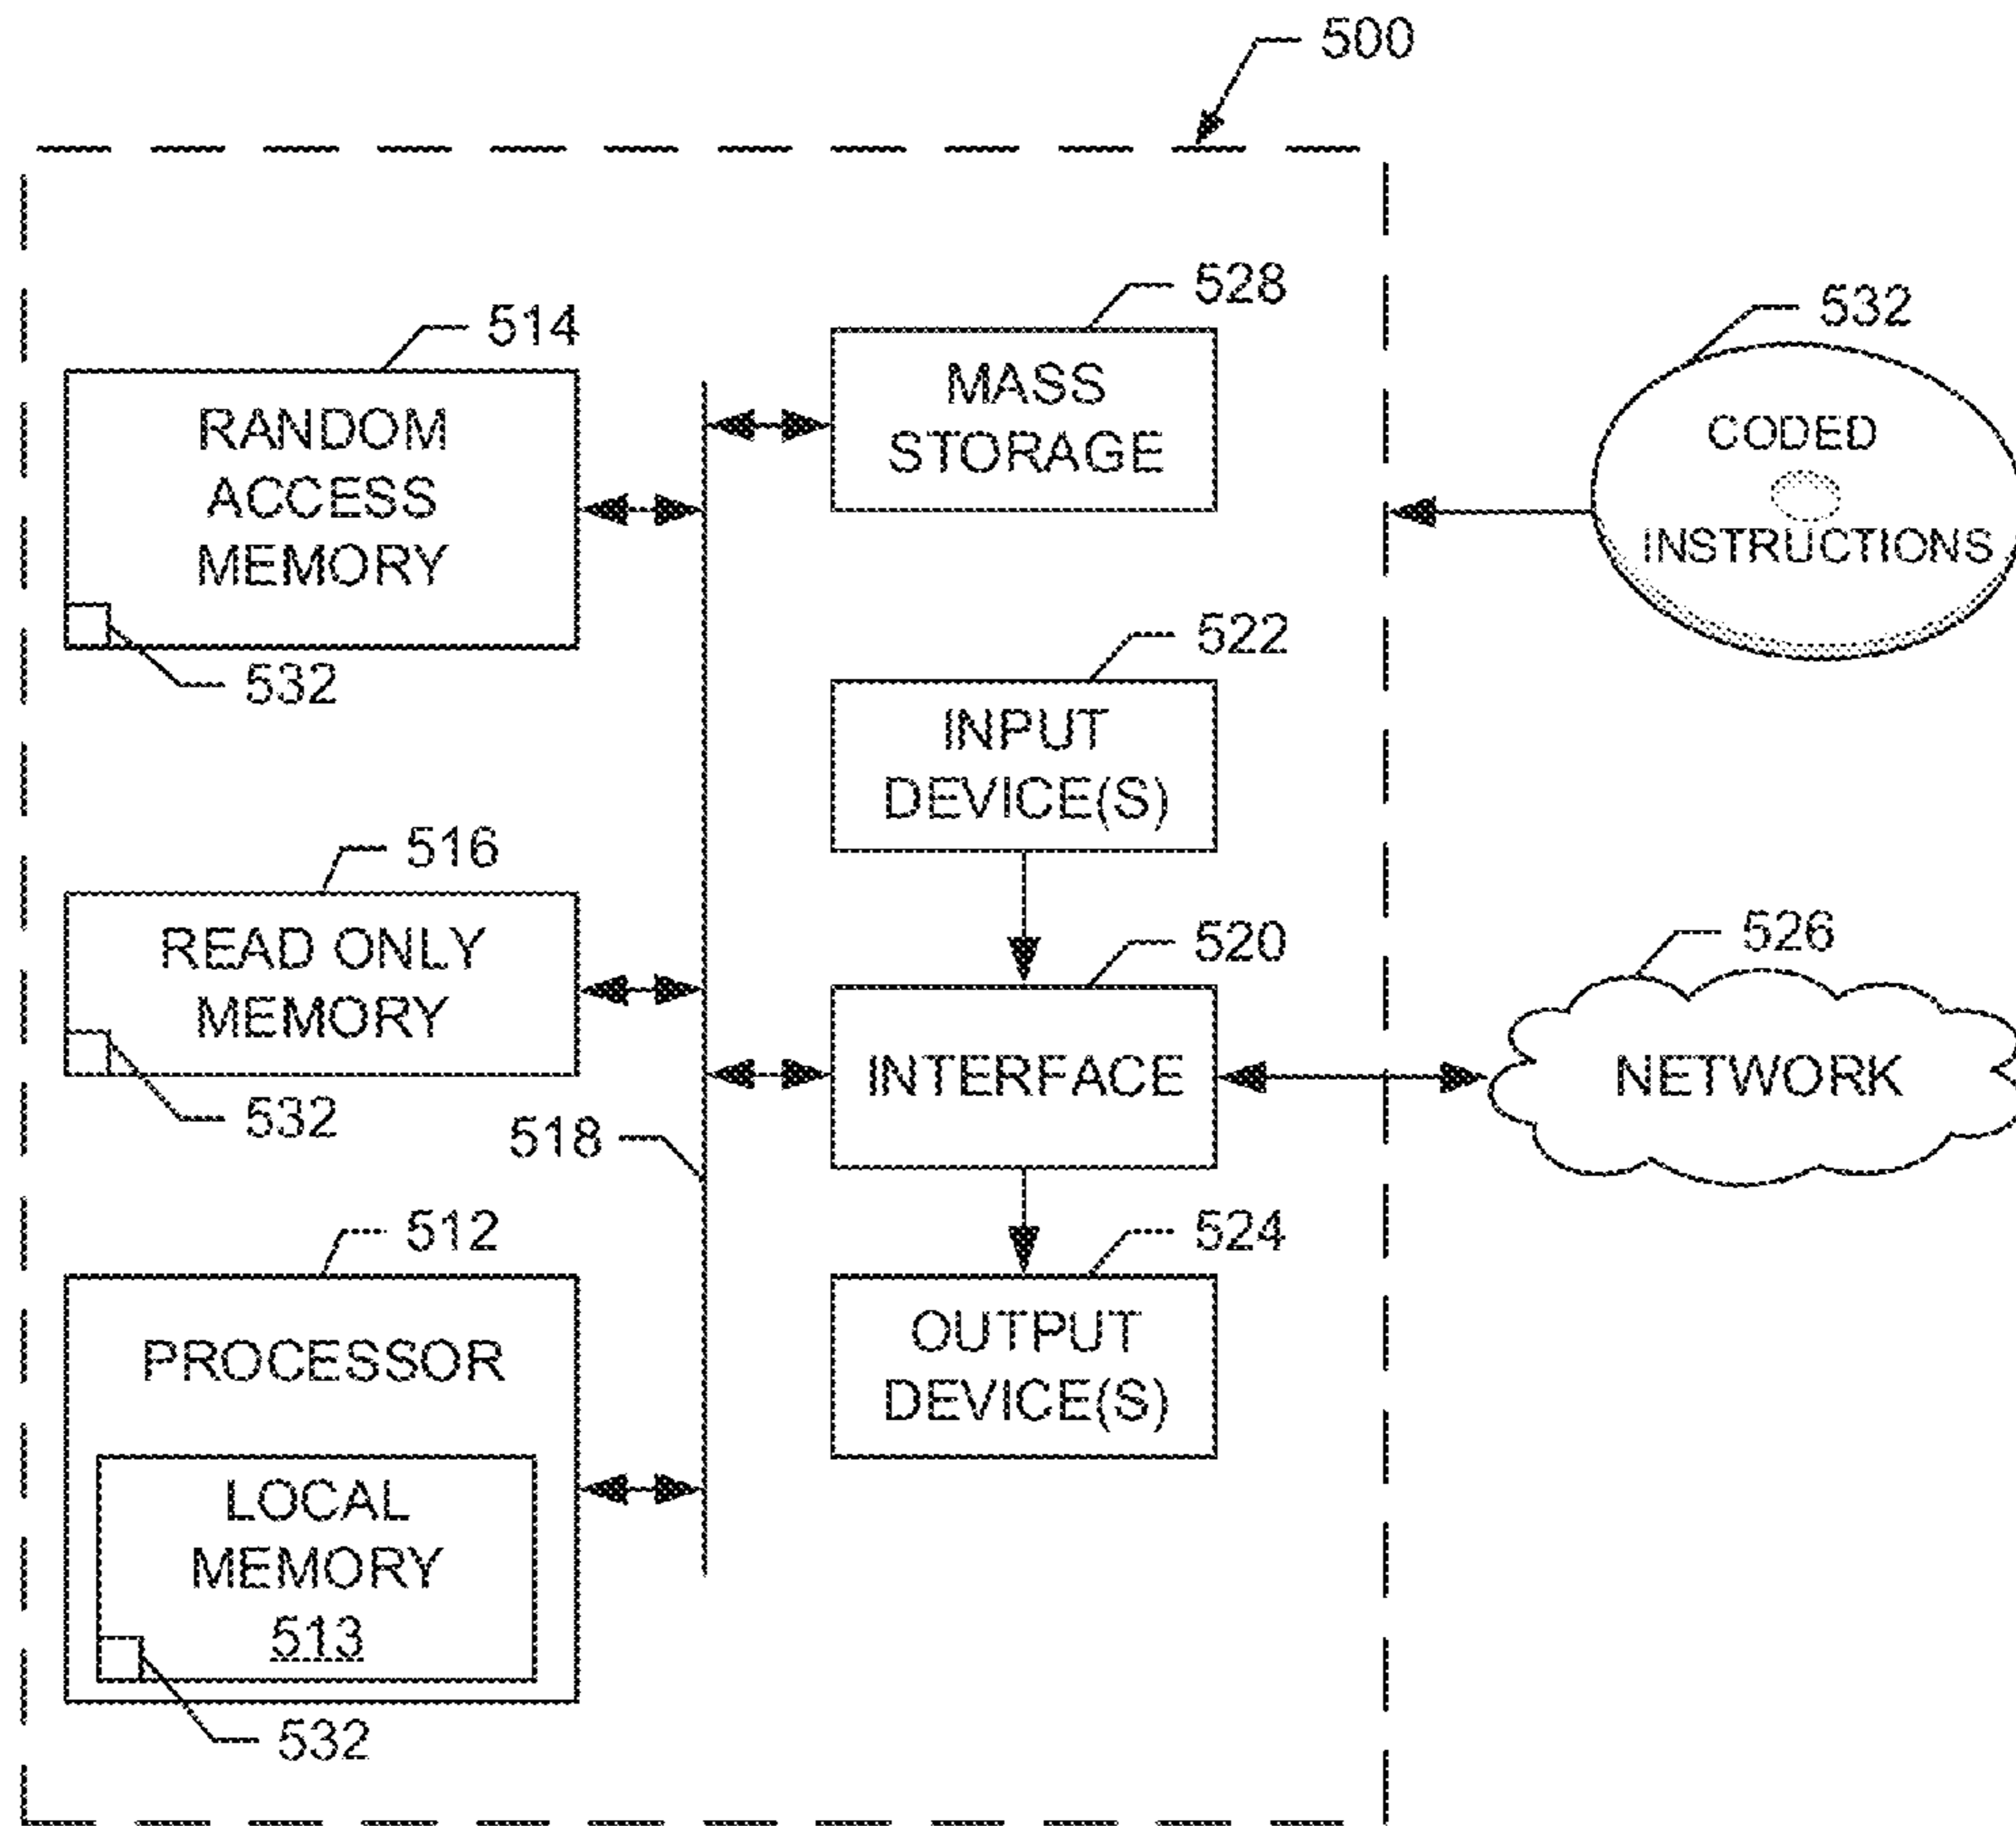 500
528
MASS
STORAGE
514
RANDOM
ACCESS
MEMORY
532
532
CODED
INSTRUCTIONS
522
INPUT
DEVICE(S)
516
READ ONLY
MEMORY
532
518
520
INTERFACE
526
NETWORK
512
PROCESSOR
LOCAL
MEMORY
513
532
524
OUTPUT
DEVICE(S)